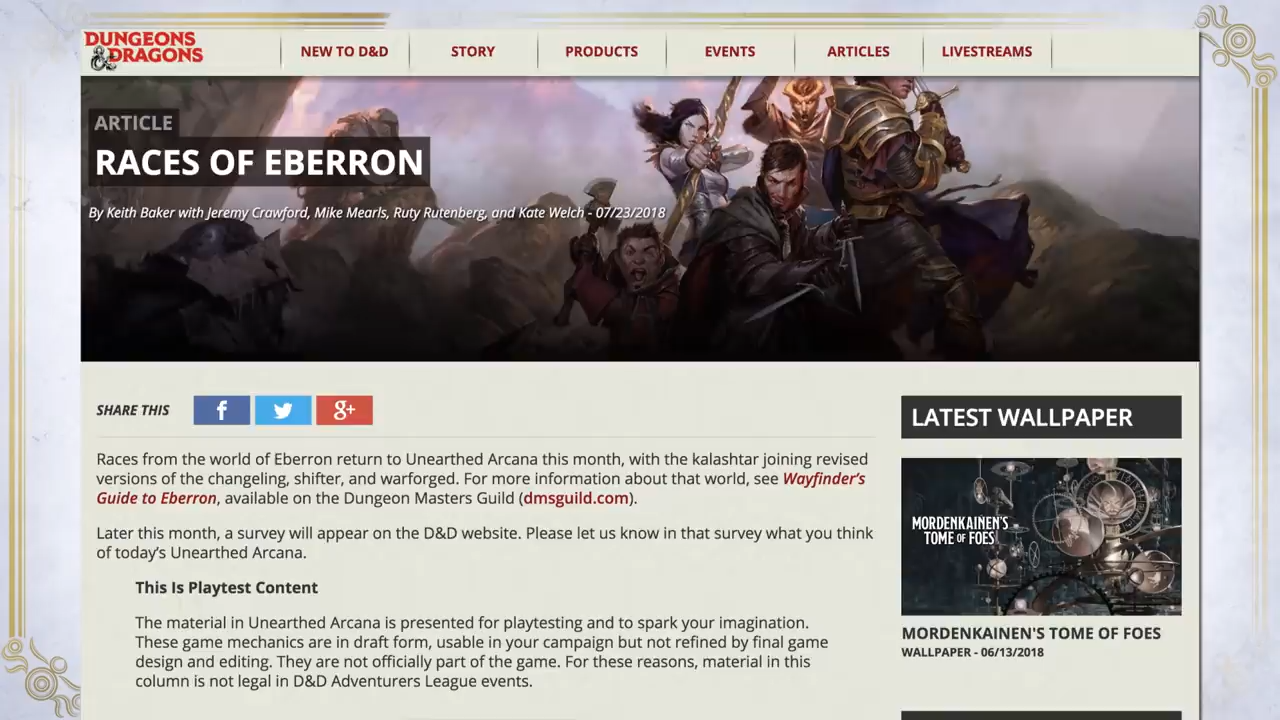 DUNGEONS
& DRAGONS
NEW TO D&D
STORY
PRODUCTS
EVENTS
ARTICLES
LIVESTREAMS
ARTICLE
RACES OF EBERRON
By Keith Baker with Jeremy Crawford, Mike Mearls, Ruty Rutenberg, and Kate Welch - 07/23/2018
SHARE THIS
f
g+
Races from the world of Eberron return to Unearthed Arcana this month, with the kalashtar joining revised
versions of the changeling, shifter, and warforged. For more information about that world, see Wayfinder's
Guide to Eberron, available on the Dungeon Masters Guild (dmsguild.com).
Later this month, a survey will appear on the D&D website. Please let us know in that survey what you think
of today's Unearthed Arcana.
This Is Playtest Content
The material in Unearthed Arcana is presented for playtesting and to spark your imagination.
These game mechanics are in draft form, usable in your campaign but not refined by final game
design and editing. They are not officially part of the game. For these reasons, material in this
column is not legal in D&D Adventurers League events.
LATEST WALLPAPER
MORDENKAINEN'S
TOME OF FOES
MORDENKAINEN'S TOME OF FOES
WALLPAPER - 06/13/2018